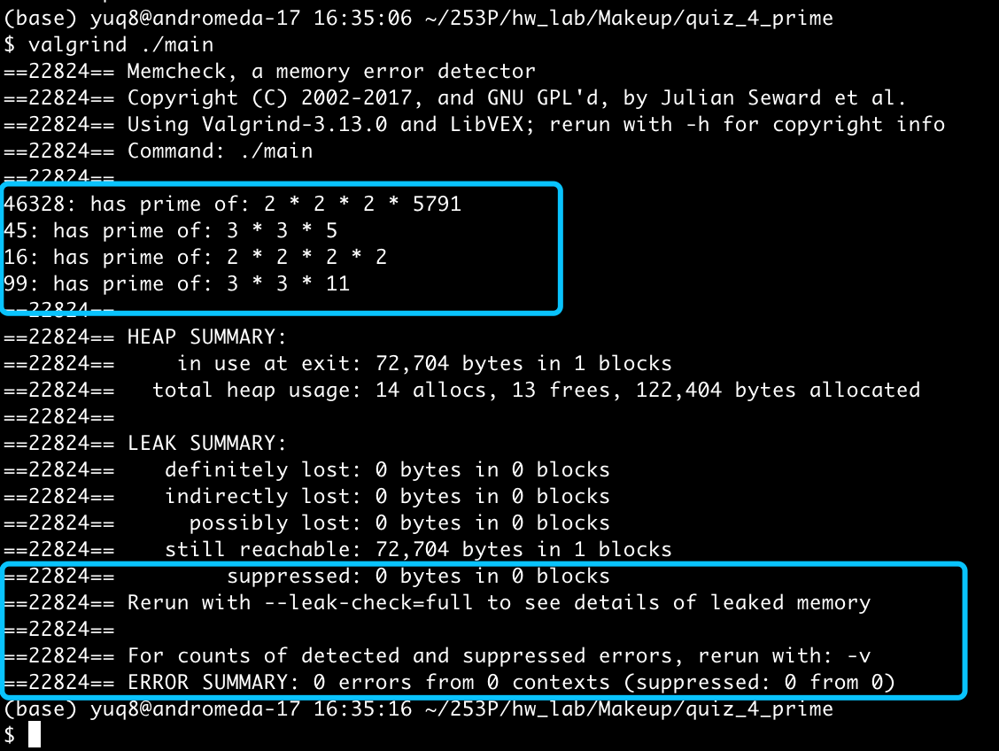 (base) yuq8@andromeda-17 16:35:06 ~/253P/hw_lab/Makeup/quiz_4_prime
$ valgrind ./main
==22824== Memcheck, a memory error detector
==22824== Copyright (C) 2002-2017, and GNU GPL'd, by Julian Seward et al.
==22824== Using Valgrind-3.13.0 and LibVEX; rerun with -h for copyright info
==22824== Command: ./main
==22824==
46328: has prime of: 2 * 2 * 2 * 5791
45: has prime of: 3 * 3 * 5
16: has prime of: 2 * 2 * 2 * 2
99: has prime of: 3 * 3 * 11
==22824==
==22824== HEAP SUMMARY:
==22824==     in use at exit: 72,704 bytes in 1 blocks
==22824==   total heap usage: 14 allocs, 13 frees, 122,404 bytes allocated
==22824==
==22824== LEAK SUMMARY:
==22824==    definitely lost: 0 bytes in 0 blocks
==22824==    indirectly lost: 0 bytes in 0 blocks
==22824==      possibly lost: 0 bytes in 0 blocks
==22824==    still reachable: 72,704 bytes in 1 blocks
==22824==         suppressed: 0 bytes in 0 blocks
==22824== Rerun with --leak-check=full to see details of leaked memory
==22824==
==22824== For counts of detected and suppressed errors, rerun with: -v
==22824== ERROR SUMMARY: 0 errors from 0 contexts (suppressed: 0 from 0)
(base) yuq8@andromeda-17 16:35:16 ~/253P/hw_lab/Makeup/quiz_4_prime
$